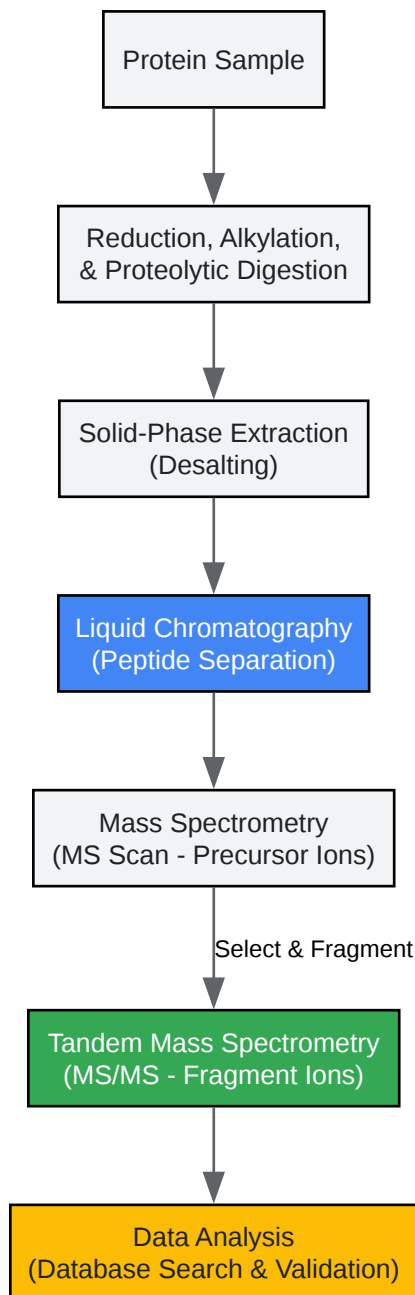 Protein Sample
Reduction, Alkylation,
& Proteolytic Digestion
Solid-Phase Extraction
(Desalting)
Liquid Chromatography
(Peptide Separation)
Mass Spectrometry
(MS Scan - Precursor Ions)
Select & Fragment
Tandem Mass Spectrometry
(MS/MS - Fragment Ions)
Data Analysis
(Database Search & Validation)